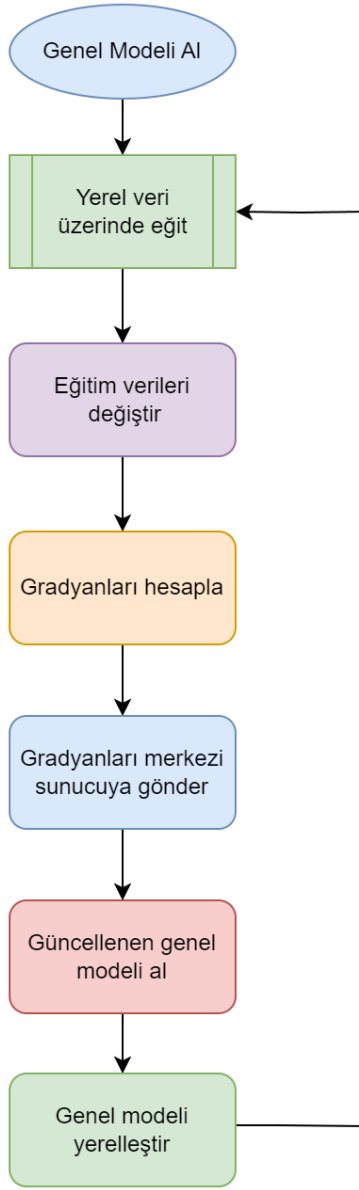 Genel Modeli Al
Yerel veri
üzerinde eğit
Eğitim verileri
değiştir
Gradyanları hesapla
Gradyanları merkezi
sunucuya gönder
Güncellenen genel
modeli al
Genel modeli
yerelleştir